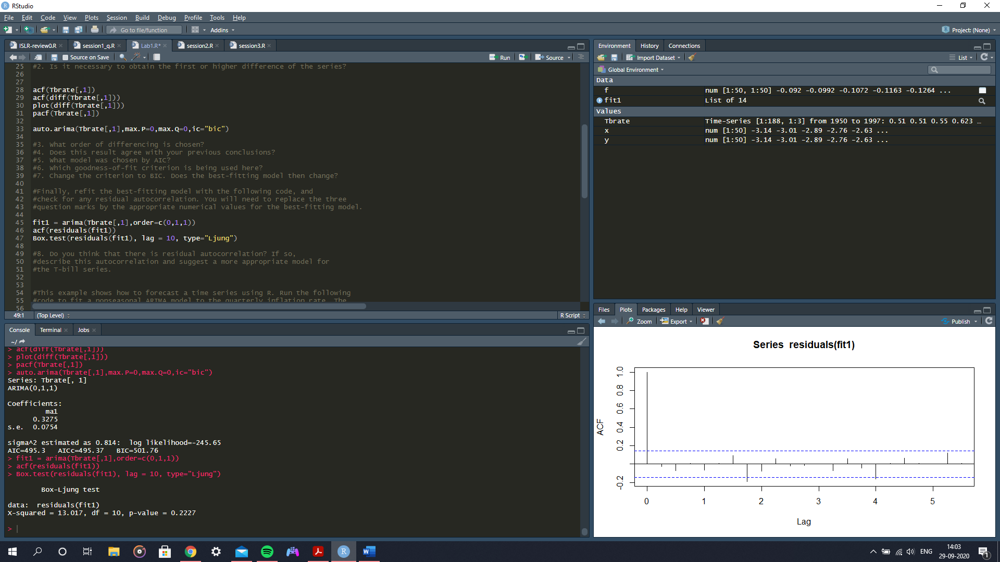 RStudio
File Edit Code View Plots Session Build Debug Profile Tools Help
Go to file/function Addins Project: (None)
ISLR-review0.R session1_q.R Lab1.R* session2.R session3.R
Source on Save Run Source
25 #2. Is it necessary to obtain the first or higher difference of the series?
26
27
28 acf(Tbrate[,1])
29 acf(diff(Tbrate[,1]))
30 plot(diff(Tbrate[,1]))
31 pacf(Tbrate[,1])
32
33 auto.arima(Tbrate[,1],max.P=0,max.Q=0,ic="bic")
34
35 #3. What order of differencing is chosen?
36 #4. Does this result agree with your previous conclusions?
37 #5. What model was chosen by AIC?
38 #6. Which goodness-of-fit criterion is being used here?
39 #7. Change the criterion to BIC. Does the best-fitting model then change?
40
41 #Finally, refit the best-fitting model with the following code, and
42 #check for any residual autocorrelation. You will need to replace the three
43 #question marks by the appropriate numerical values for the best-fitting model.
44
45 fit1 = arima(Tbrate[,1],order=c(0,1,1))
46 acf(residuals(fit1))
47 Box.test(residuals(fit1), lag = 10, type="Ljung")
48
49 #8. Do you think that there is residual autocorrelation? If so,
50 #describe this autocorrelation and suggest a more appropriate model for
51 #the T-bill series.
52
53
54 #This example shows how to forecast a time series using R. Run the following
55 #code to fit a nonseasonal ARIMA model to the quarterly inflation rate. The
56
49:1 (Top Level) R Script
Console Terminal Jobs
~/
> acf(diff(Tbrate[,1]))
> plot(diff(Tbrate[,1]))
> pacf(Tbrate[,1])
> auto.arima(Tbrate[,1],max.P=0,max.Q=0,ic="bic")
Series: Tbrate[, 1]
ARIMA(0,1,1)
Coefficients:
ma1
0.3275
s.e. 0.0754
sigma^2 estimated as 0.814: log likelihood=-245.65
AIC=495.3 AICc=495.37 BIC=501.76
> fit1 = arima(Tbrate[,1],order=c(0,1,1))
> acf(residuals(fit1))
> Box.test(residuals(fit1), lag = 10, type="Ljung")
Box-Ljung test
data: residuals(fit1)
X-squared = 13.017, df = 10, p-value = 0.2227
>
Environment History Connections
Import Dataset List
Global Environment
Data
f num [1:50, 1:50] -0.092 -0.0992 -0.1072 -0.1163 -0.1264 ...
fit1 List of 14
Values
Tbrate Time-Series [1:188, 1:3] from 1950 to 1997: 0.51 0.51 0.55 0.623 …
x num [1:50] -3.14 -3.01 -2.89 -2.76 -2.63 ...
y num [1:50] -3.14 -3.01 -2.89 -2.76 -2.63 ...
Files Plots Packages Help Viewer
Zoom Export Publish
Series residuals(fit1)
ACF
1.0
0.8
0.6
0.4
0.2
-0.2
0 1 2 3 4 5
Lag
ENG
14:03
29-09-2020
1